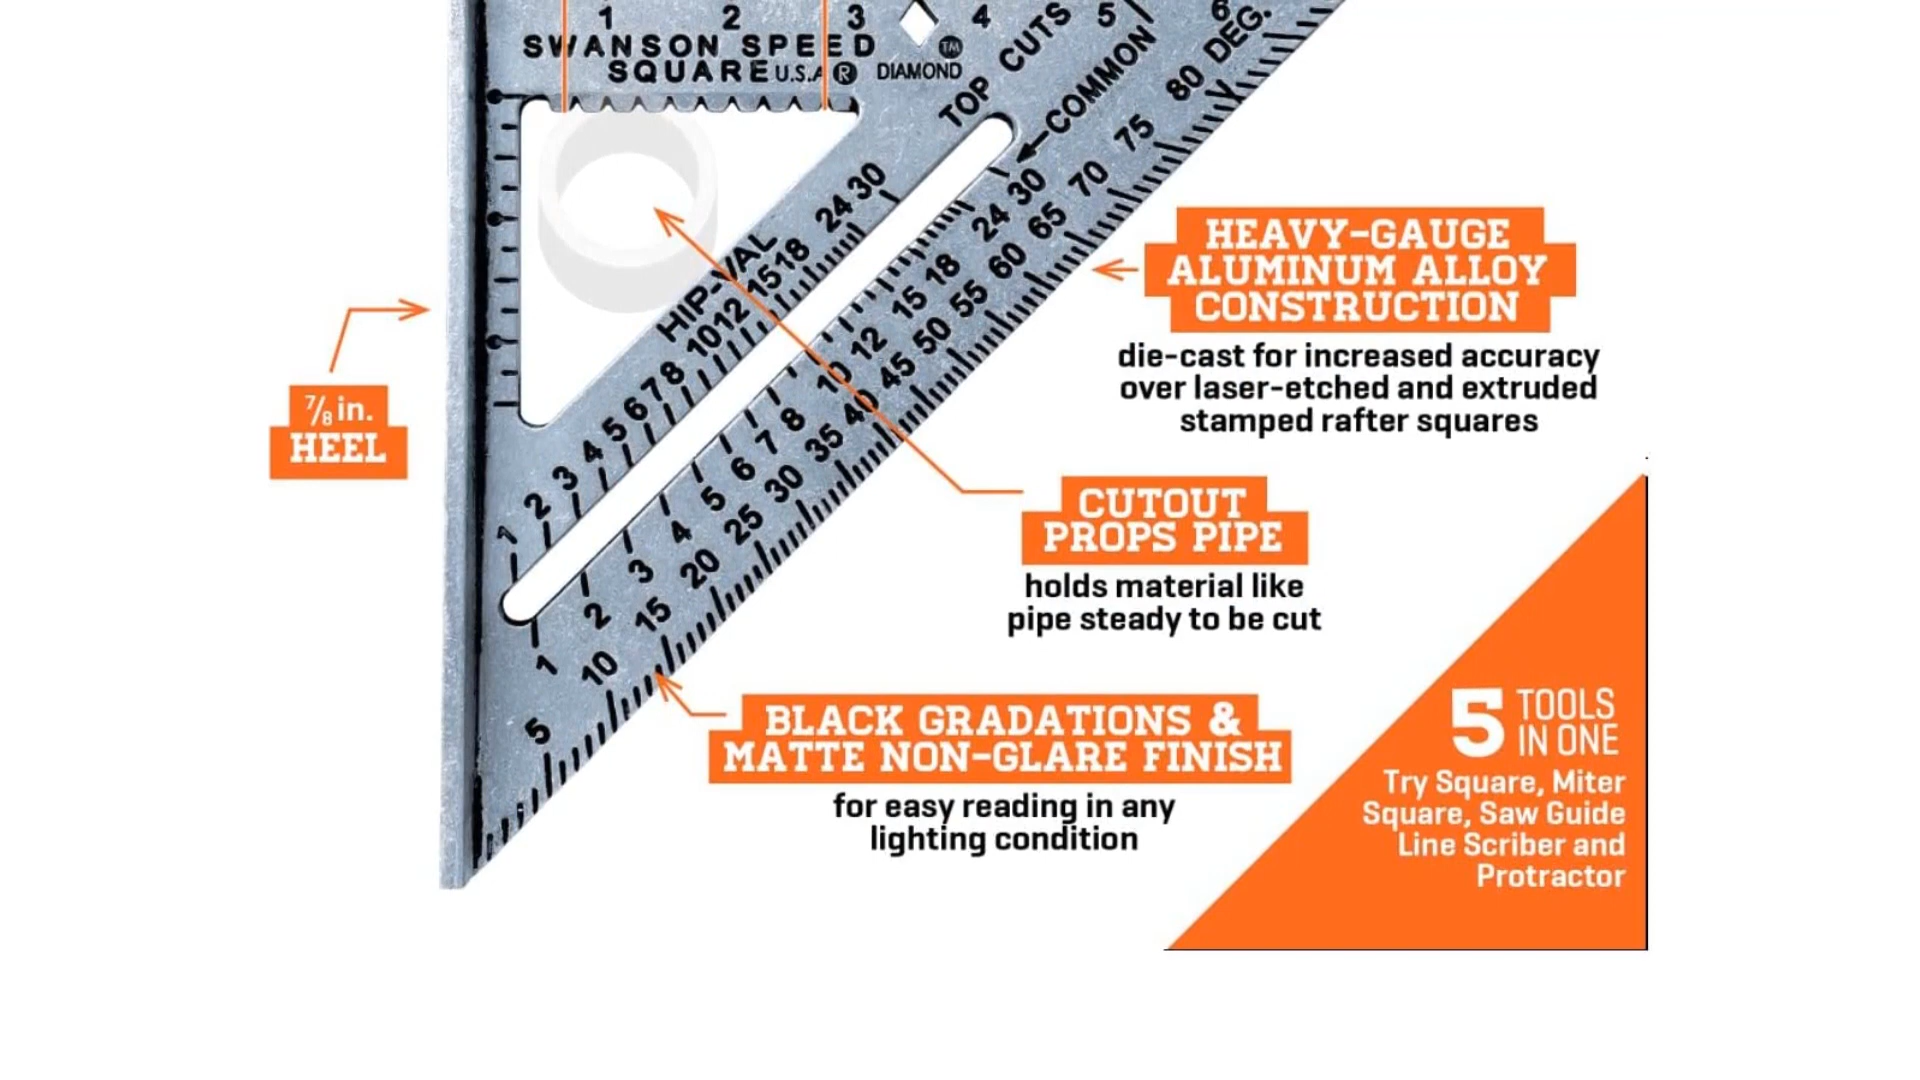 1 2 3 4 5 6
SWANSON SPEED
SQUARE U.S.A ®
DIAMOND ™
TOP CUTS
COMMON
DEG.
HIP-VAL
1 2 3 4 5 6 7 8 10 12 15 18 24 30
1 2 3 4 5 6 7 8 10 12 15 18 24 30
5 10 15 20 25 30 35 40 45 50 55 60 65 70 75 80
7/8 in.
HEEL
HEAVY-GAUGE
ALUMINUM ALLOY
CONSTRUCTION
die-cast for increased accuracy
over laser-etched and extruded
stamped rafter squares
CUTOUT
PROPS PIPE
holds material like
pipe steady to be cut
BLACK GRADATIONS &
MATTE NON-GLARE FINISH
for easy reading in any
lighting condition
5 TOOLS
IN ONE
Try Square, Miter
Square, Saw Guide
Line Scriber and
Protractor